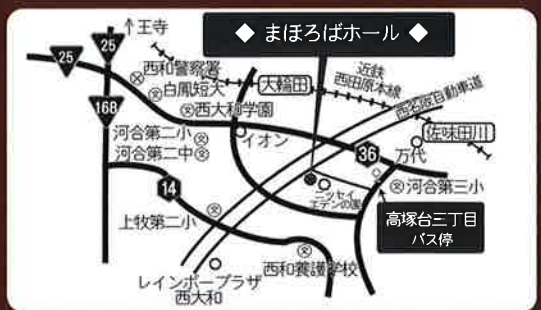 ↑王寺
◆ まほろばホール ◆
25
25
168
西和警察署
白鳳短大
西大和学園
大輪田
近鉄
西田原本線
西名阪自動車道
佐味田川
河合第二小
河合第二中
イオン
36
万代
14
ニッセイ
エデンの園
河合第三小
高塚台三丁目
バス停
上牧第二小
西和養護学校
レインボープラザ
西大和